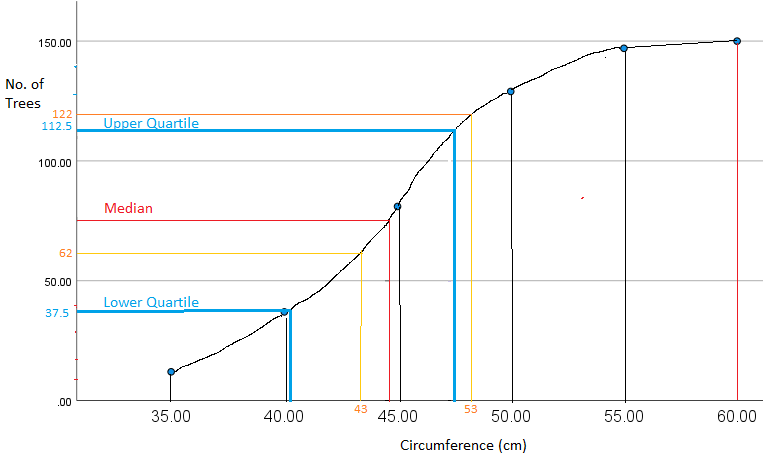 150.00
No. of
Trees
122
112.5
Upper Quartile
100.00
Median
62
50.00
Lower Quartile
37.5
.00
35.00
40.00
43
45.00
53
50.00
55.00
60.00
Circumference (cm)